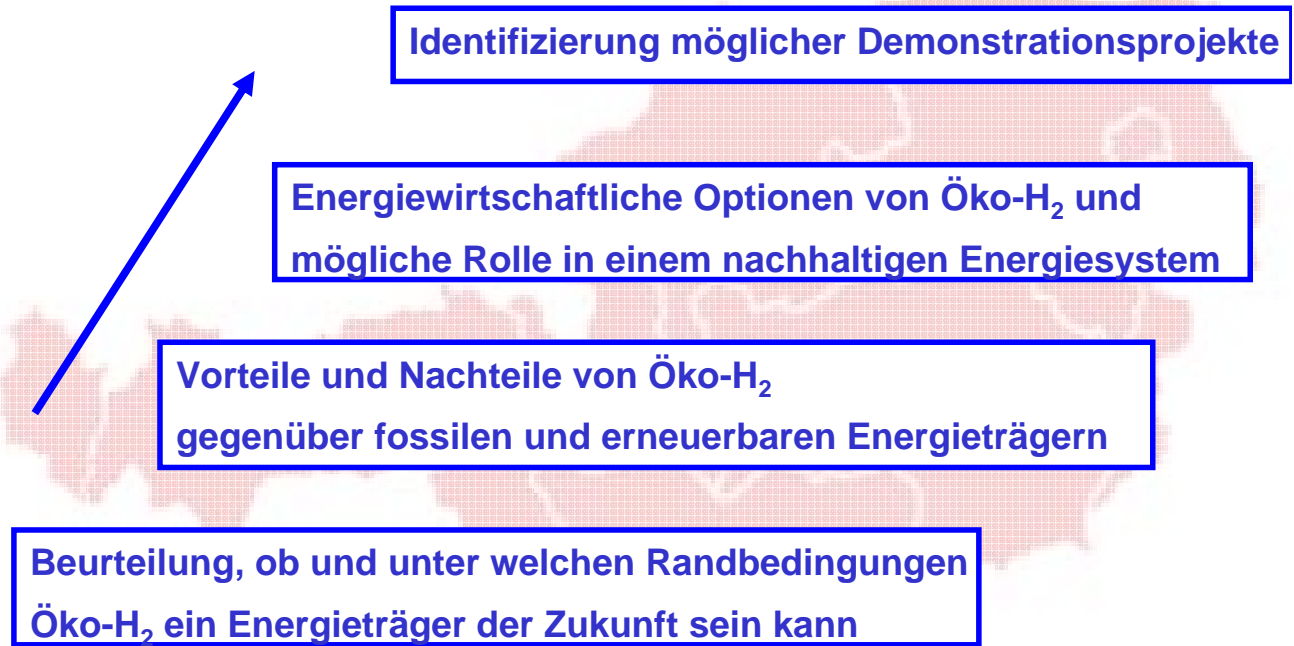 Identifizierung möglicher Demonstrationsprojekte
Energiewirtschaftliche Optionen von Öko-H₂ und
mögliche Rolle in einem nachhaltigen Energiesystem
Vorteile und Nachteile von Öko-H₂
gegenüber fossilen und erneuerbaren Energieträgern
Beurteilung, ob und unter welchen Randbedingungen
Öko-H₂ ein Energieträger der Zukunft sein kann